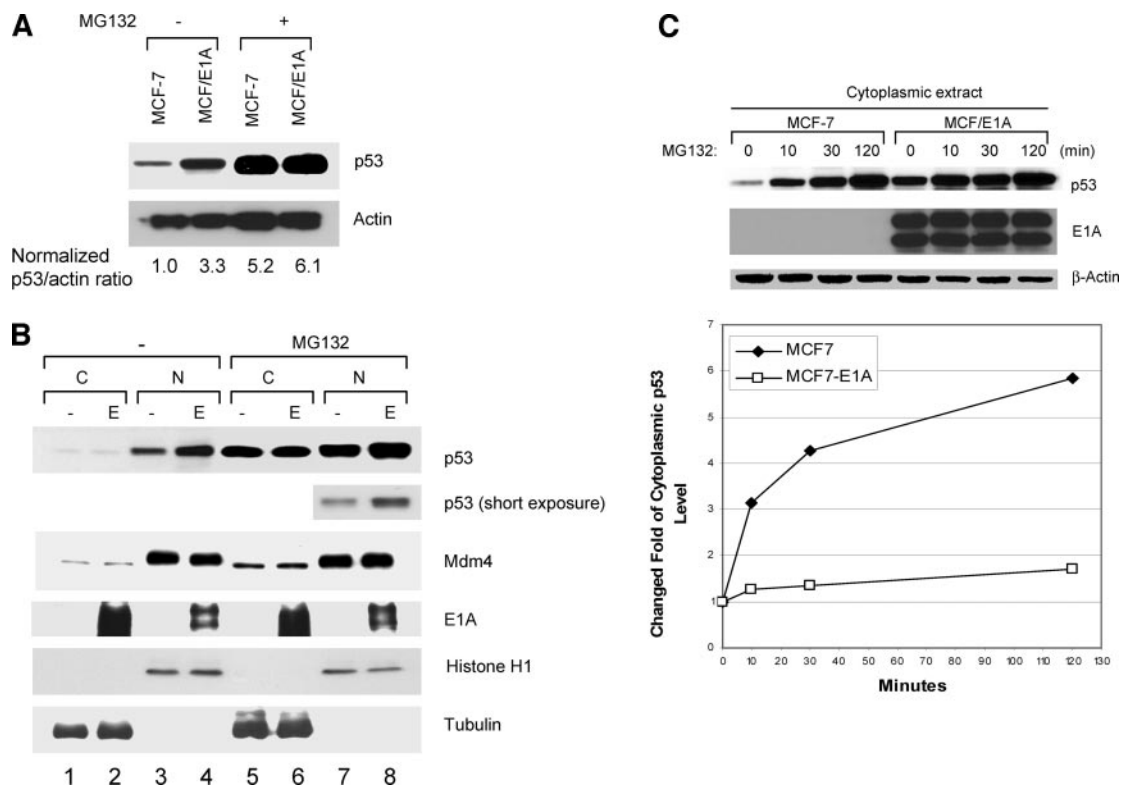 A
MG132 - +
MCF-7 MCF/E1A MCF-7 MCF/E1A
p53
Actin
Normalized
p53/actin ratio
1.0 3.3 5.2 6.1
B
- MG132
C N C N
- E - E - E - E
p53
p53 (short exposure)
Mdm4
E1A
Histone H1
Tubulin
1 2 3 4 5 6 7 8
C
Cytoplasmic extract
MCF-7 MCF/E1A
MG132: 0 10 30 120 0 10 30 120 (min)
p53
E1A
β-Actin
Changed Fold of Cytoplasmic p53
Level
7
6
5
4
3
2
1
0
MCF7
MCF7-E1A
0 10 20 30 40 50 60 70 80 90 100 110 120 130
Minutes